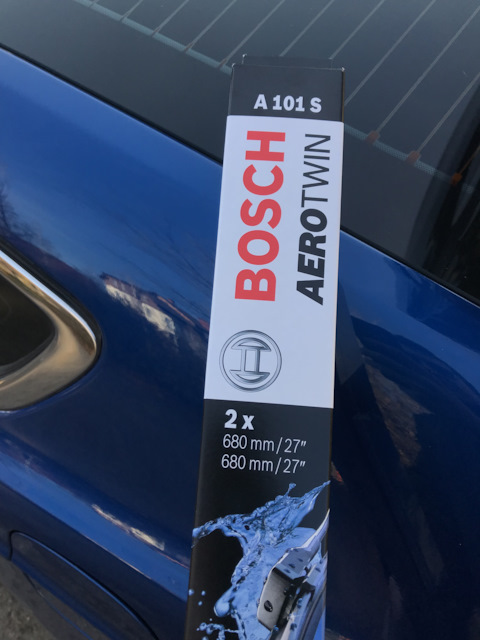 A 101 S
BOSCH
AEROTWIN
2 x
680 mm / 27"
680 mm / 27"